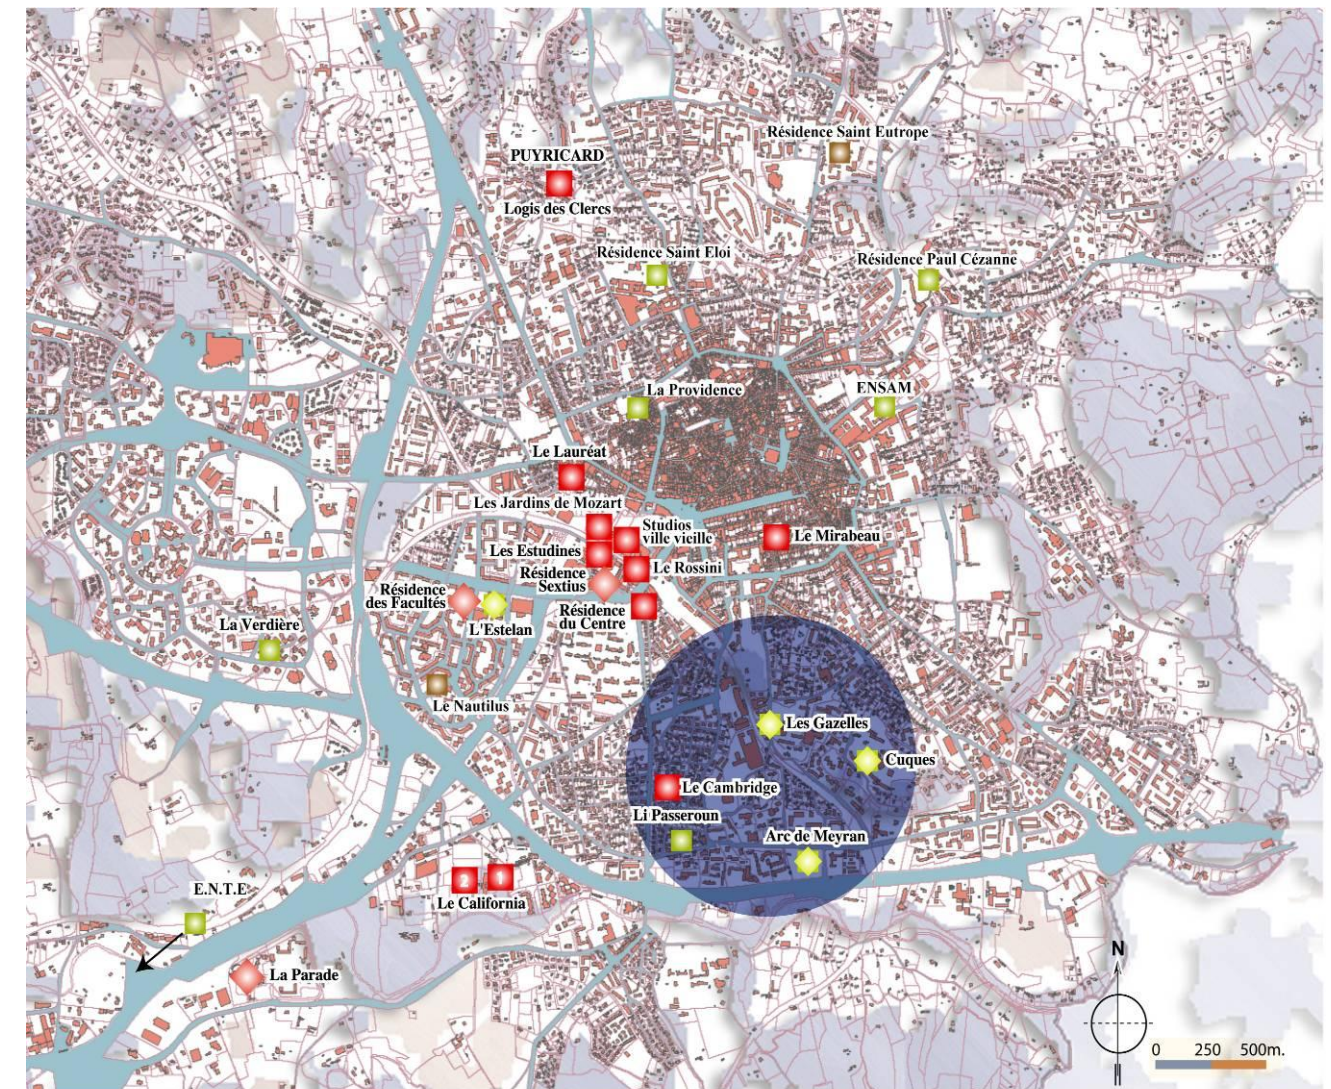 Résidence Saint Eutrope
PUYRICARD
Logis des Clercs
Résidence Saint Eloi
Résidence Paul Cézanne
La Providence
ENSAM
Le Lauréat
Les Jardins de Mozart
Studios
ville vieille
Le Mirabeau
Les Estudines
Le Rossini
Résidence
Sextius
Résidence
des Facultés
L'Estelan
Résidence
du Centre
La Verdière
Le Nautilus
Les Gazelles
Cuques
Le Cambridge
Li Passeroun
Arc de Meyran
2 1
Le California
E.N.T.E
La Parade
N
0 250 500m.